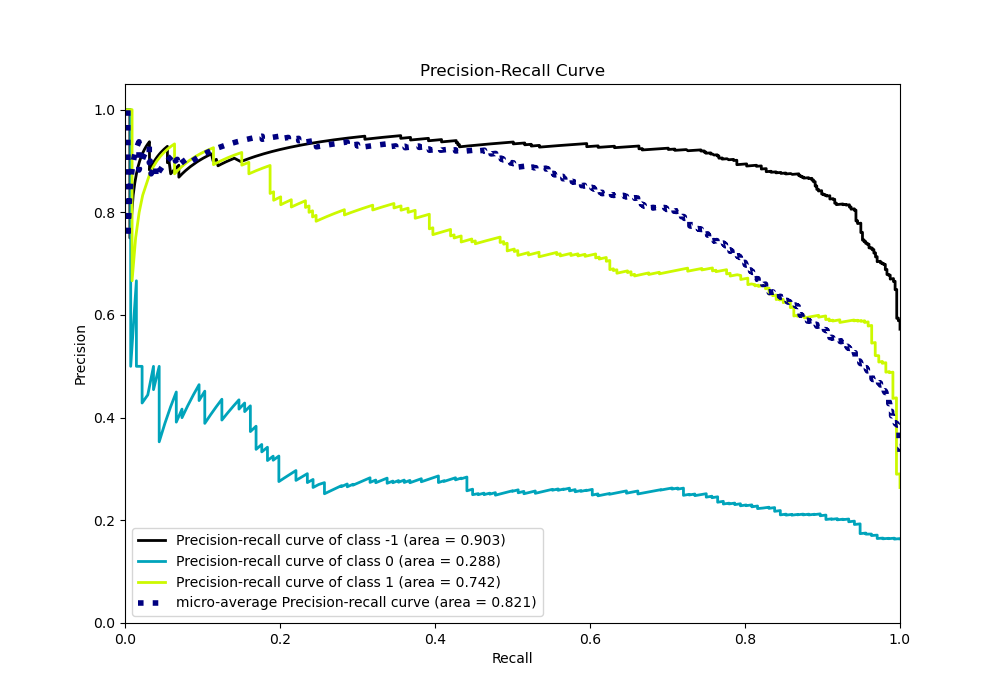 Precision-Recall Curve
Precision
1.0
0.8
0.6
0.4
0.2
0.0
Precision-recall curve of class -1 (area = 0.903)
Precision-recall curve of class 0 (area = 0.288)
Precision-recall curve of class 1 (area = 0.742)
micro-average Precision-recall curve (area = 0.821)
0.0 0.2 0.4 0.6 0.8 1.0
Recall